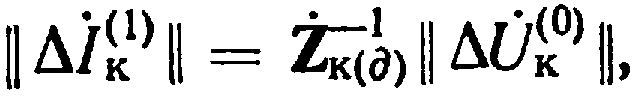 ‖ Δİ_к^(1) ‖ = Ż_к(д)^−1 ‖ ΔU̇_к^(0) ‖,